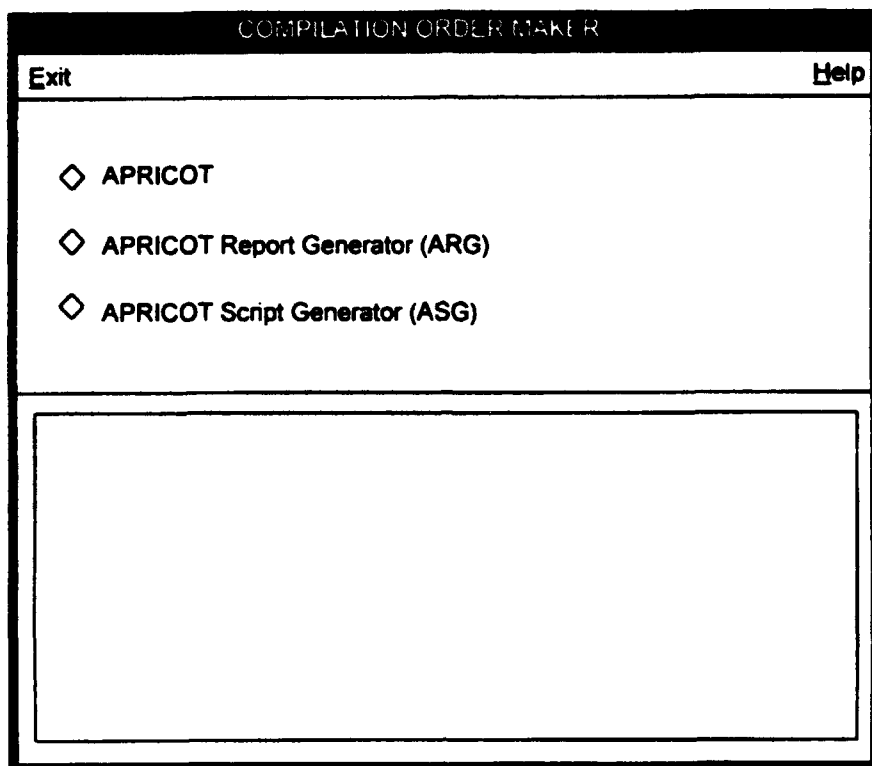 COMPILATION ORDER MAKER
Exit Help
APRICOT
APRICOT Report Generator (ARG)
APRICOT Script Generator (ASG)